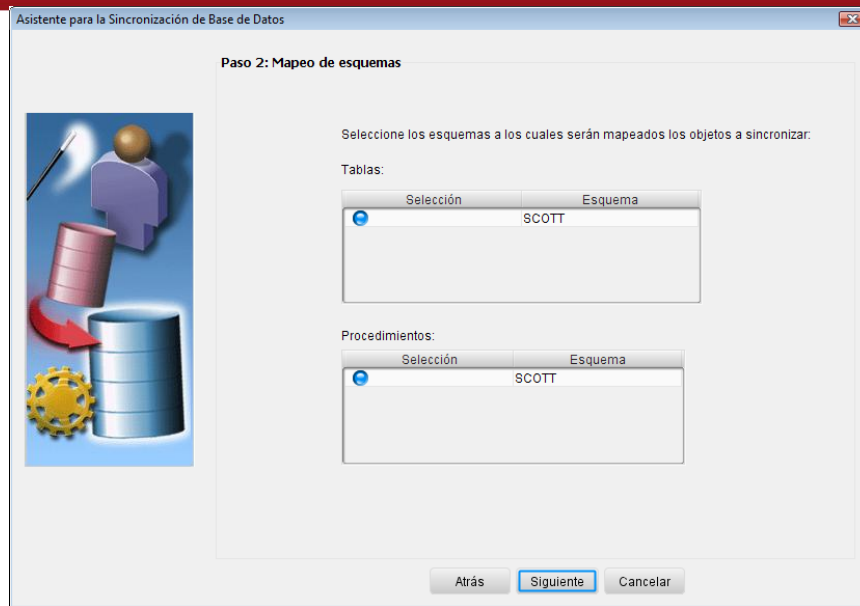 Asistente para la Sincronización de Base de Datos
Paso 2: Mapeo de esquemas
Seleccione los esquemas a los cuales serán mapeados los objetos a sincronizar:
Tablas:
Selección Esquema
SCOTT
Procedimientos:
Selección Esquema
SCOTT
Atrás Siguiente Cancelar